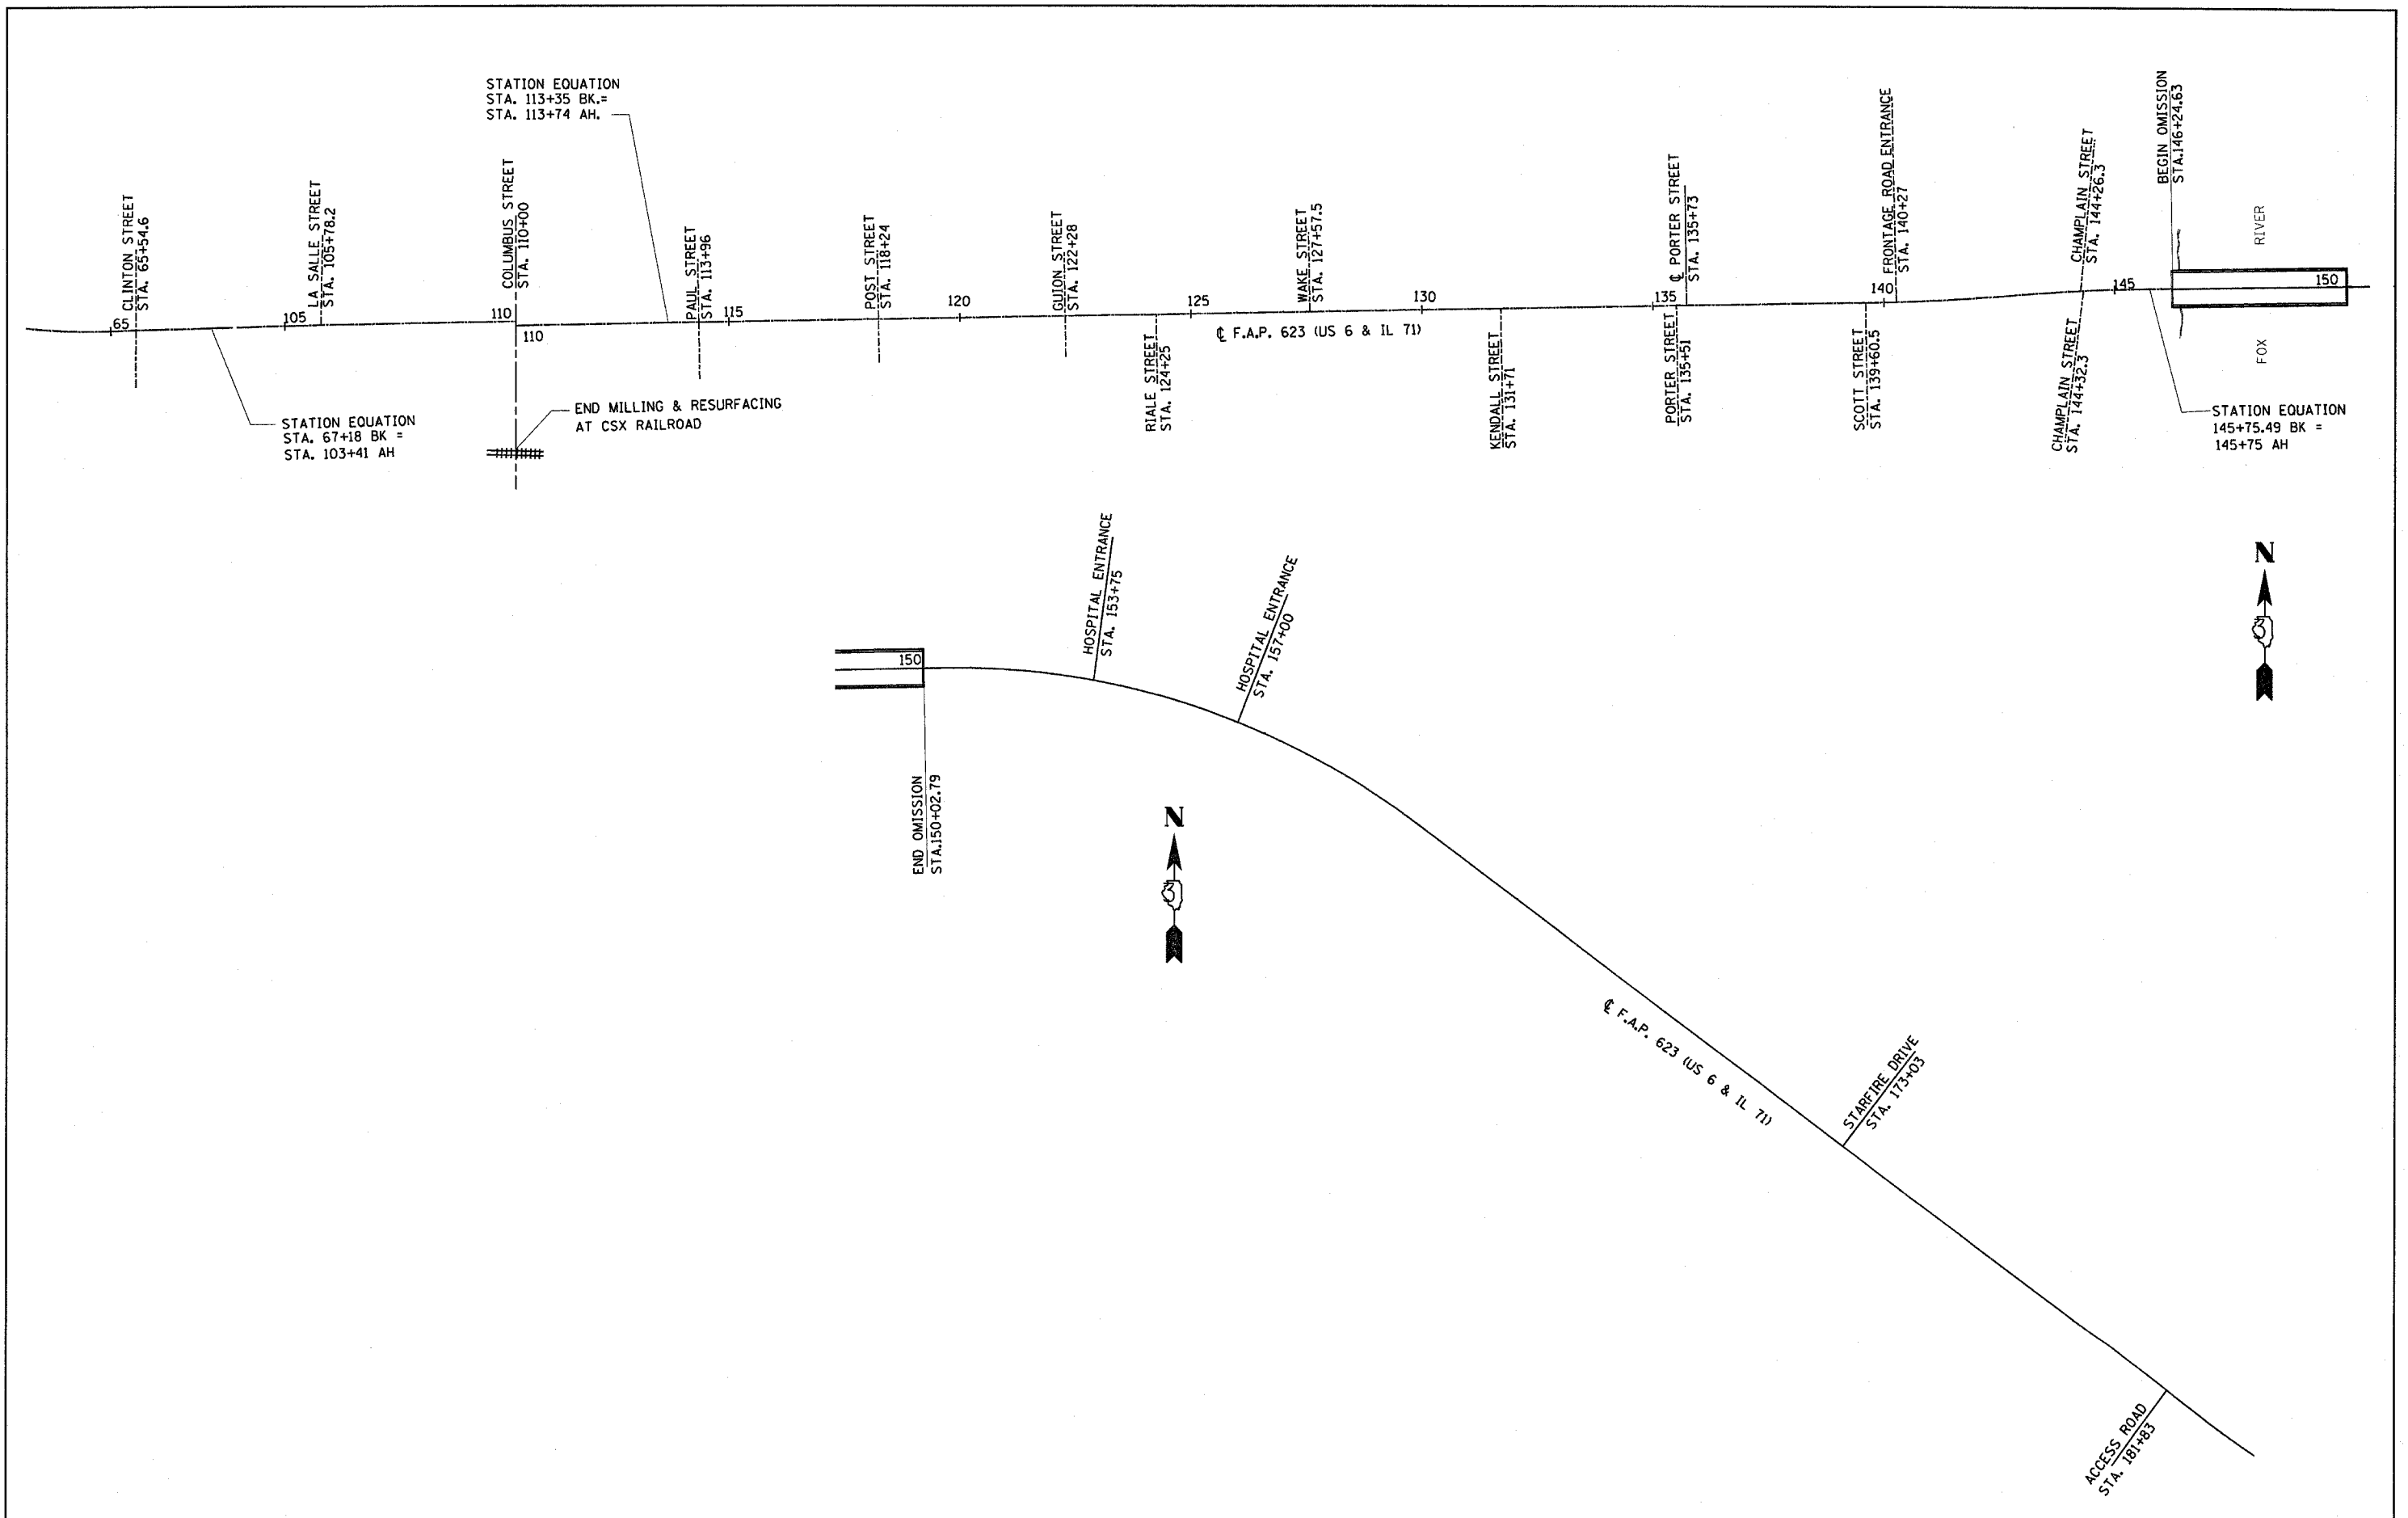 STATION EQUATION
STA. 113+35 BK.=
STA. 113+74 AH.
CLINTON STREET
STA. 65+54.6
LA SALLE STREET
STA. 105+78.2
COLUMBUS STREET
STA. 110+00
PAUL STREET
STA. 113+96
POST STREET
STA. 118+24
GUION STREET
STA. 122+28
WAKE STREET
STA. 127+57.5
℄ PORTER STREET
STA. 135+73
FRONTAGE ROAD ENTRANCE
STA. 140+27
CHAMPLAIN STREET
STA. 144+26.3
BEGIN OMISSION
STA.146+24.63
RIVER
65
105
110
110
115
120
125
130
135
140
145
150
℄ F.A.P. 623 (US 6 & IL 71)
RIALE STREET
STA. 124+25
KENDALL STREET
STA. 131+71
PORTER STREET
STA. 135+51
SCOTT STREET
STA. 139+60.5
CHAMPLAIN STREET
STA. 144+32.3
FOX
STATION EQUATION
STA. 67+18 BK =
STA. 103+41 AH
END MILLING & RESURFACING
AT CSX RAILROAD
STATION EQUATION
145+75.49 BK =
145+75 AH
N
3
HOSPITAL ENTRANCE
STA. 153+75
HOSPITAL ENTRANCE
STA. 157+00
150
END OMISSION
STA.150+02.79
N
3
℄ F.A.P. 623 (US 6 & IL 71)
STARFIRE DRIVE
STA. 173+03
ACCESS ROAD
STA. 181+83